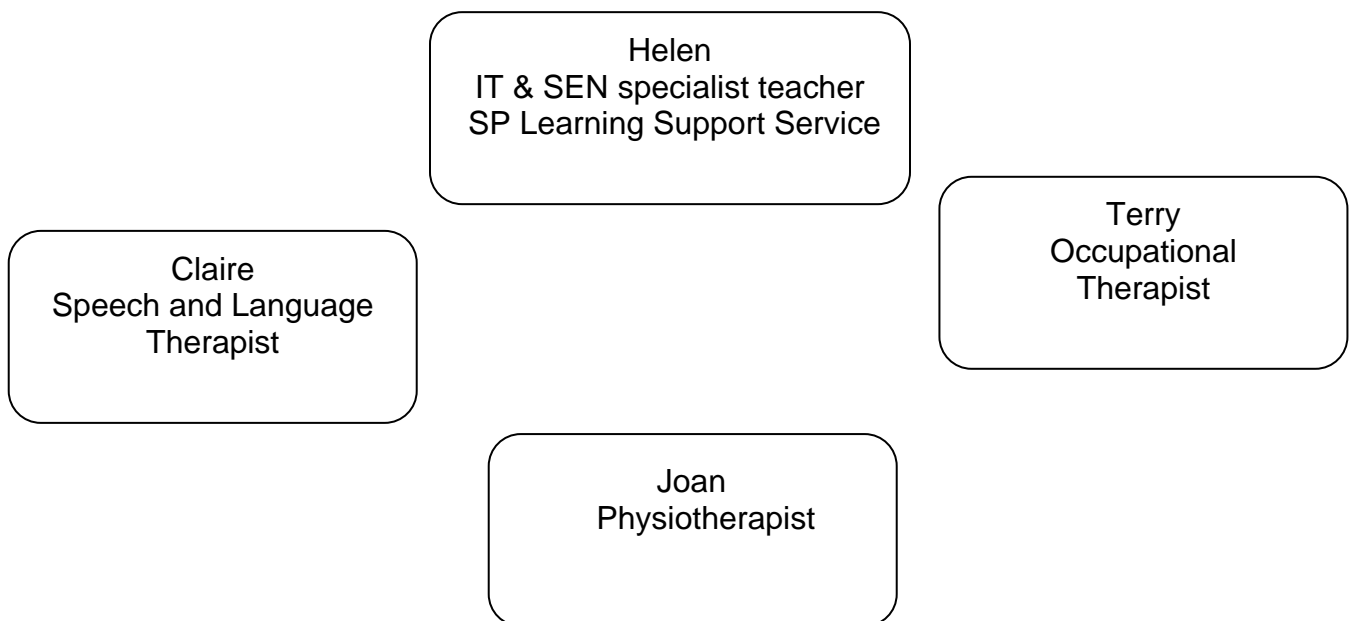 Helen
IT & SEN specialist teacher
SP Learning Support Service
Terry
Occupational
Therapist
Claire
Speech and Language
Therapist
Joan
Physiotherapist